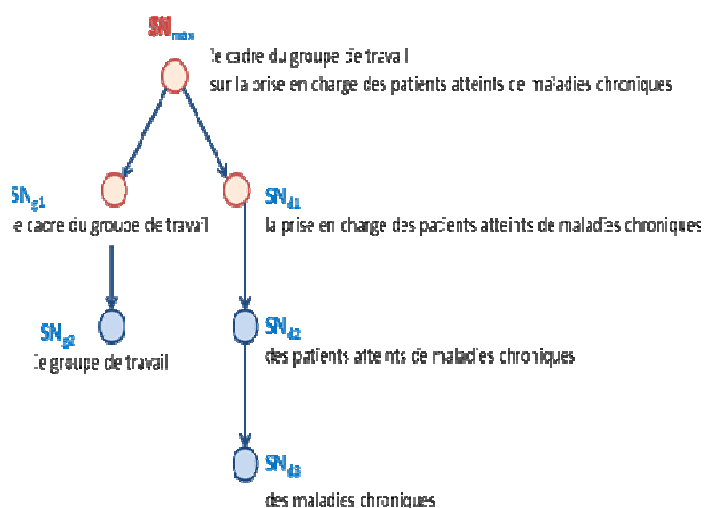 SNmax
le cadre du groupe de travail
sur la prise en charge des patients atteints de maladies chroniques
SNg1
le cadre du groupe de travail
SNd1
la prise en charge des patients atteints de maladies chroniques
SNg2
le groupe de travail
SNd2
des patients atteints de maladies chroniques
SNd3
des maladies chroniques